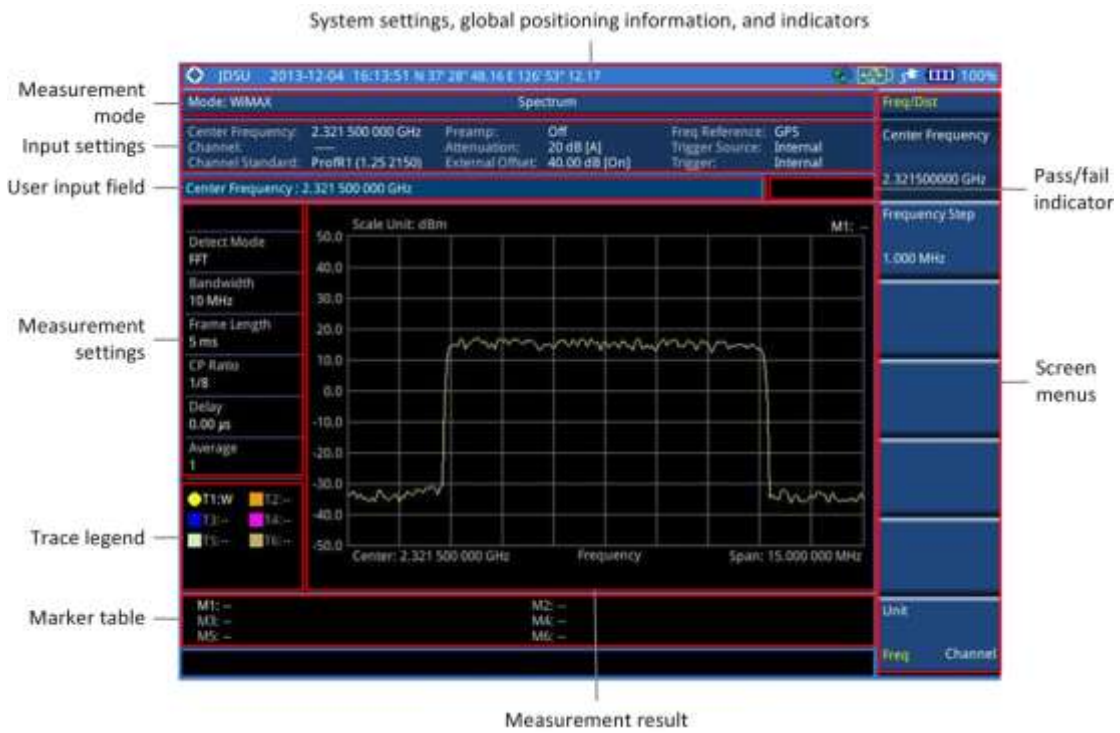 System settings, global positioning information, and indicators
JDSU 2013-12-04 16:13:51 N 37° 28' 48.16 E 126° 53' 12.17 100%
Measurement
mode
Mode: WiMAX Spectrum
Freq/Dist
Input settings
Center Frequency: 2.321 500 000 GHz Preamp: Off Freq Reference: GPS
Channel: ---- Attenuation: 20 dB [A] Trigger Source: Internal
Channel Standard: Profil1 (1.25 2150) External Offset: 40.00 dB [On] Trigger: Internal
Center Frequency
2.321500000 GHz
User input field
Center Frequency : 2.321 500 000 GHz
Pass/fail
indicator
Frequency Step
1.000 MHz
Measurement
settings
Detect Mode
FFT
Bandwidth
10 MHz
Frame Length
5 ms
CP Ratio
1/8
Delay
0.00 µs
Average
1
Scale Unit: dBm M1: --
50.0
40.0
30.0
20.0
10.0
0.0
-10.0
-20.0
-30.0
-40.0
-50.0
Center: 2.321 500 000 GHz Frequency Span: 15.000 000 MHz
Screen
menus
Trace legend
T1:W T2:--
T3:-- T4:--
T5:-- T6:--
Marker table
M1: -- M2: --
M3: -- M4: --
M5: -- M6: --
Unit
Freq Channel
Measurement result